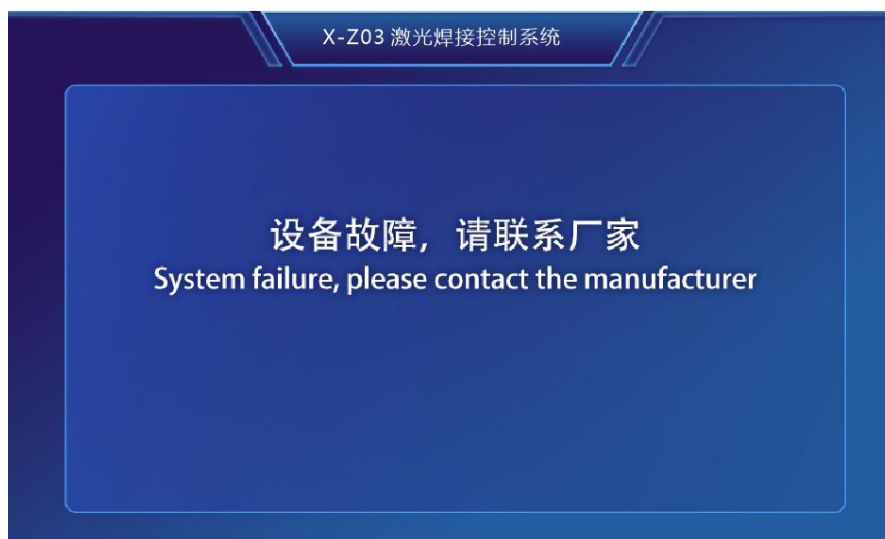 X-Z03 激光焊接控制系统
设备故障，请联系厂家
System failure, please contact the manufacturer